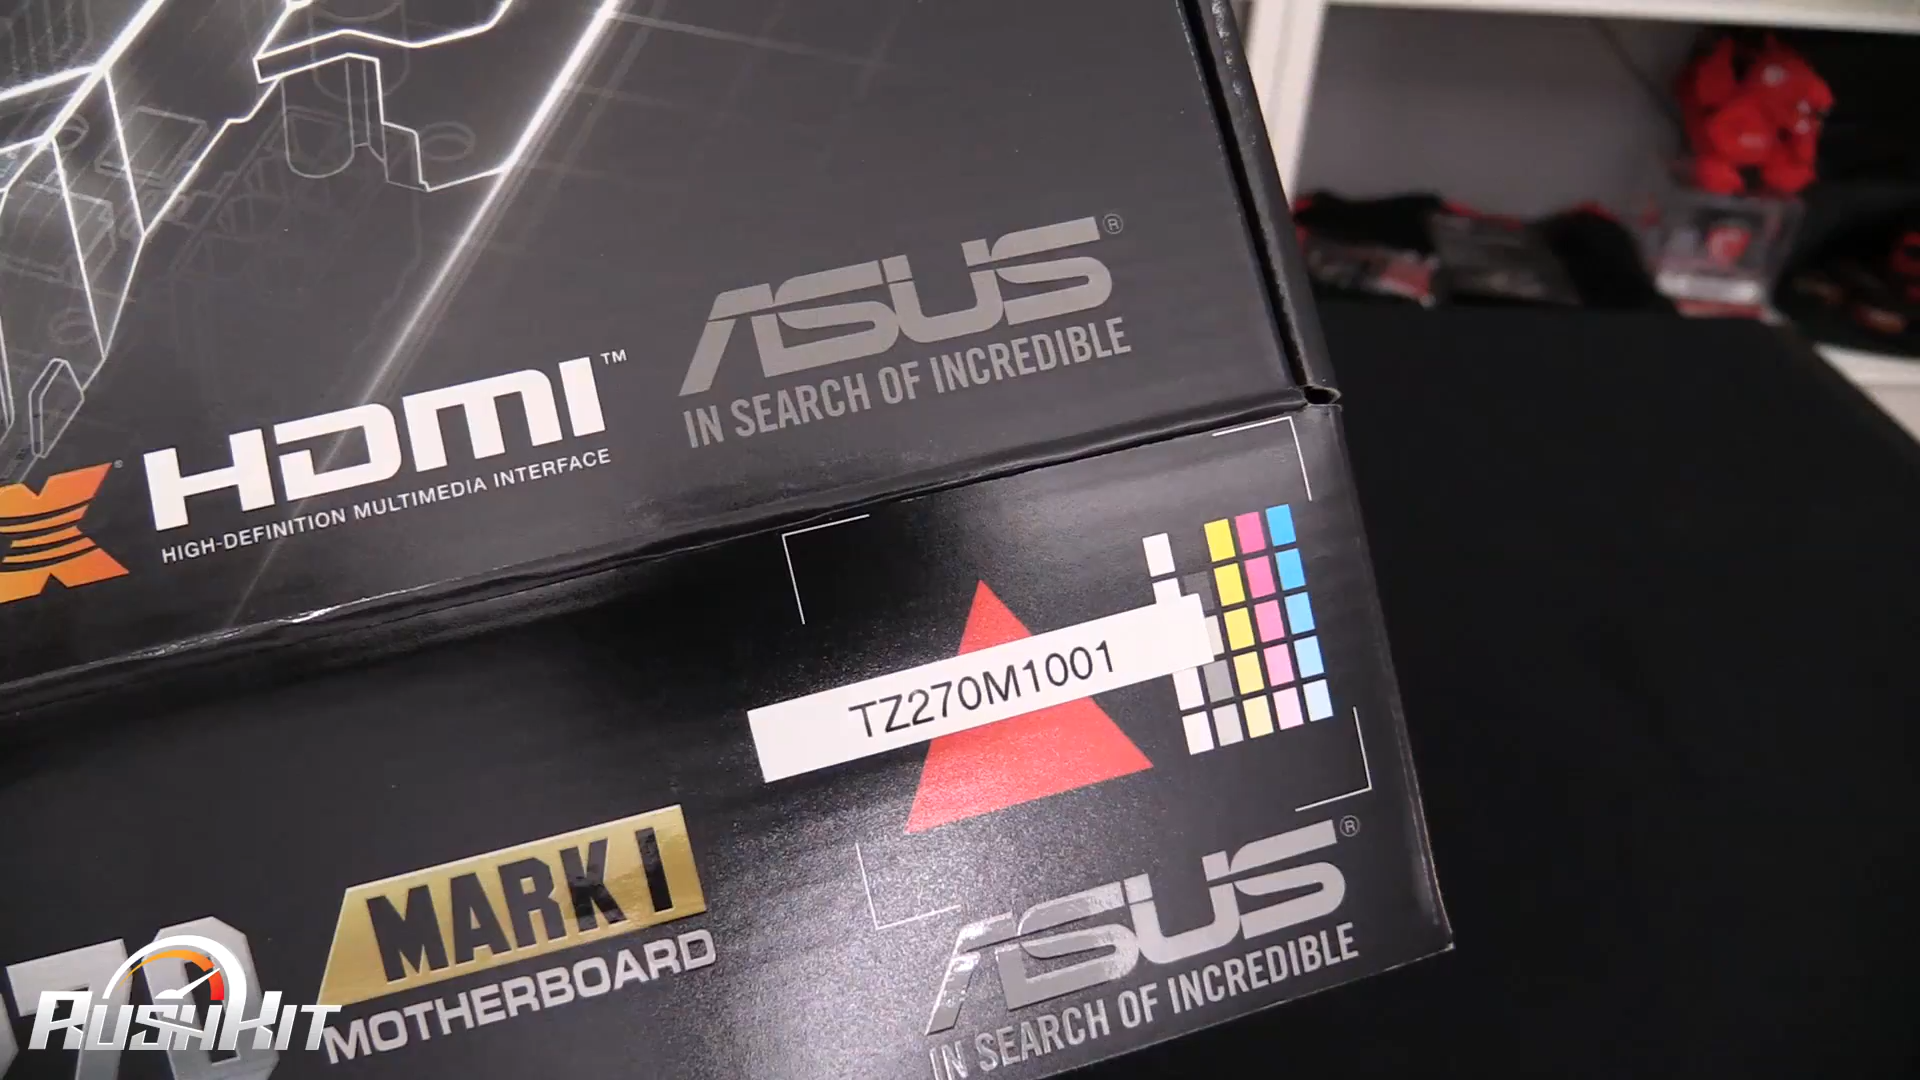 ASUS®
IN SEARCH OF INCREDIBLE
X® HDMI™
HIGH-DEFINITION MULTIMEDIA INTERFACE
TZ270M1001
70 MARK I
MOTHERBOARD
ASUS®
IN SEARCH OF INCREDIBLE
RUSHKIT